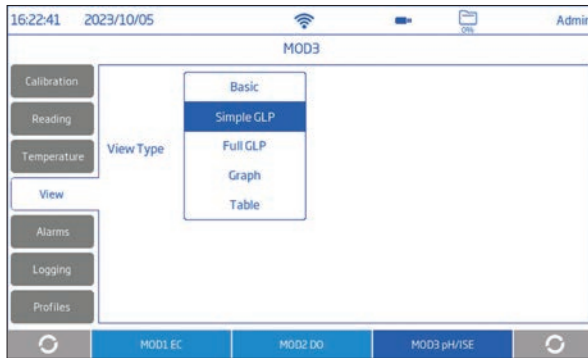 16:22:41 2023/10/05 0% Admin
MOD3
Calibration
Reading
Temperature
View
Alarms
Logging
Profiles
View Type
Basic
Simple GLP
Full GLP
Graph
Table
MOD1 EC MOD2 DO MOD3 pH/ISE